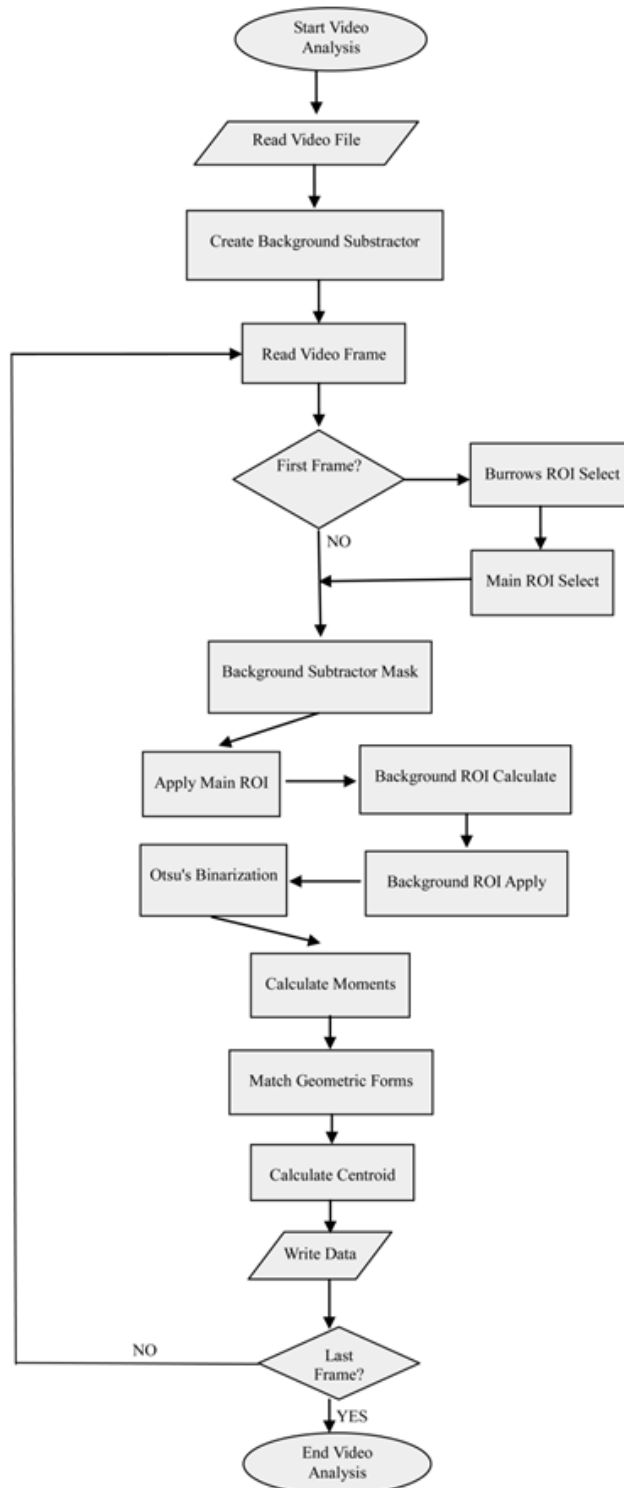 Start Video
Analysis
Read Video File
Create Background Substractor
Read Video Frame
First Frame?
Burrows ROI Select
NO
Main ROI Select
Background Subtractor Mask
Apply Main ROI
Background ROI Calculate
Otsu's Binarization
Background ROI Apply
Calculate Moments
Match Geometric Forms
Calculate Centroid
Write Data
NO
Last
Frame?
YES
End Video
Analysis